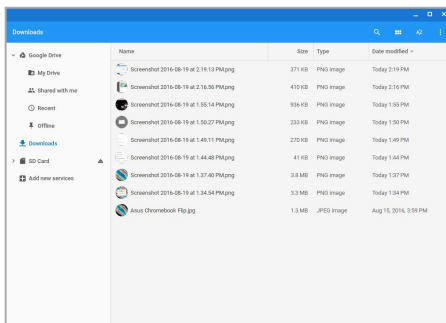 Downloads
Google Drive
My Drive
Shared with me
Recent
Offline
Downloads
SD Card
Add new services
Name Size Type Date modified
Screenshot 2016-08-19 at 2.19.13 PM.png 371 KB PNG image Today 2:19 PM
Screenshot 2016-08-19 at 2.16.56 PM.png 410 KB PNG image Today 2:16 PM
Screenshot 2016-08-19 at 1.55.14 PM.png 936 KB PNG image Today 1:55 PM
Screenshot 2016-08-19 at 1.50.27 PM.png 233 KB PNG image Today 1:50 PM
Screenshot 2016-08-19 at 1.49.11 PM.png 270 KB PNG image Today 1:49 PM
Screenshot 2016-08-19 at 1.44.48 PM.png 41 KB PNG image Today 1:44 PM
Screenshot 2016-08-19 at 1.37.40 PM.png 3.8 MB PNG image Today 1:37 PM
Screenshot 2016-08-19 at 1.34.54 PM.png 3.3 MB PNG image Today 1:34 PM
Asus Chromebook Flip.jpg 1.3 MB JPEG image Aug 15, 2016, 3:59 PM